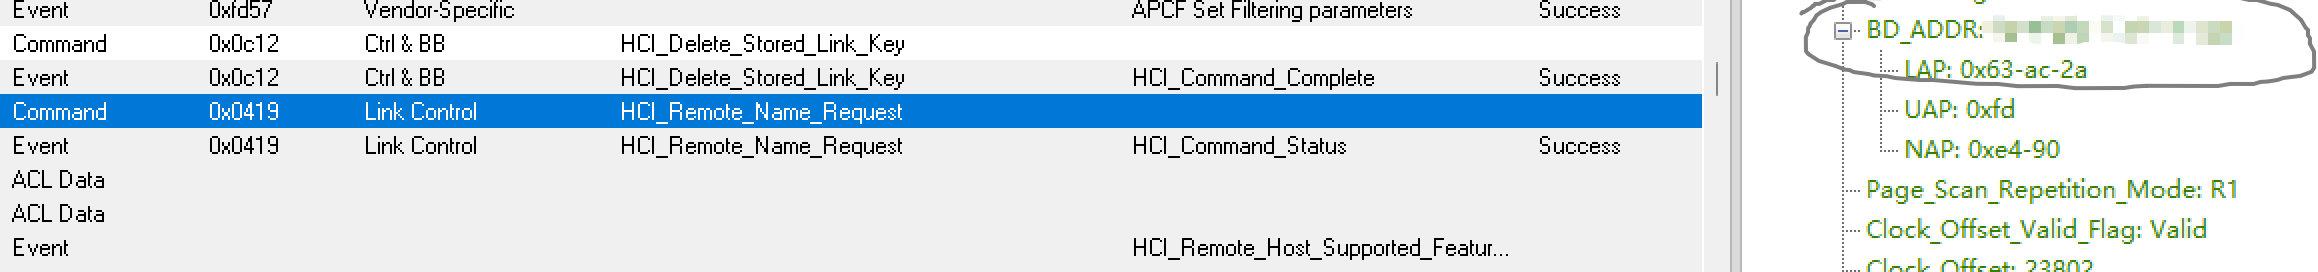 Event 0xfd57 Vendor-Specific APCF Set Filtering parameters Success
Command 0x0c12 Ctrl & BB HCI_Delete_Stored_Link_Key
Event 0x0c12 Ctrl & BB HCI_Delete_Stored_Link_Key HCI_Command_Complete
Command 0x0419 Link Control HCI_Remote_Name_Request
Event 0x0419 Link Control HCI_Remote_Name_Request HCI_Command_Status Success
ACL Data
ACL Data
Event HCI_Remote_Host_Supported_Featur...
BD_ADDR:
LAP: 0x63-ac-2a
UAP: 0xfd
NAP: 0xe4-90
Page_Scan_Repetition_Mode: R1
Clock_Offset_Valid_Flag: Valid
Clock_Offset: 23802